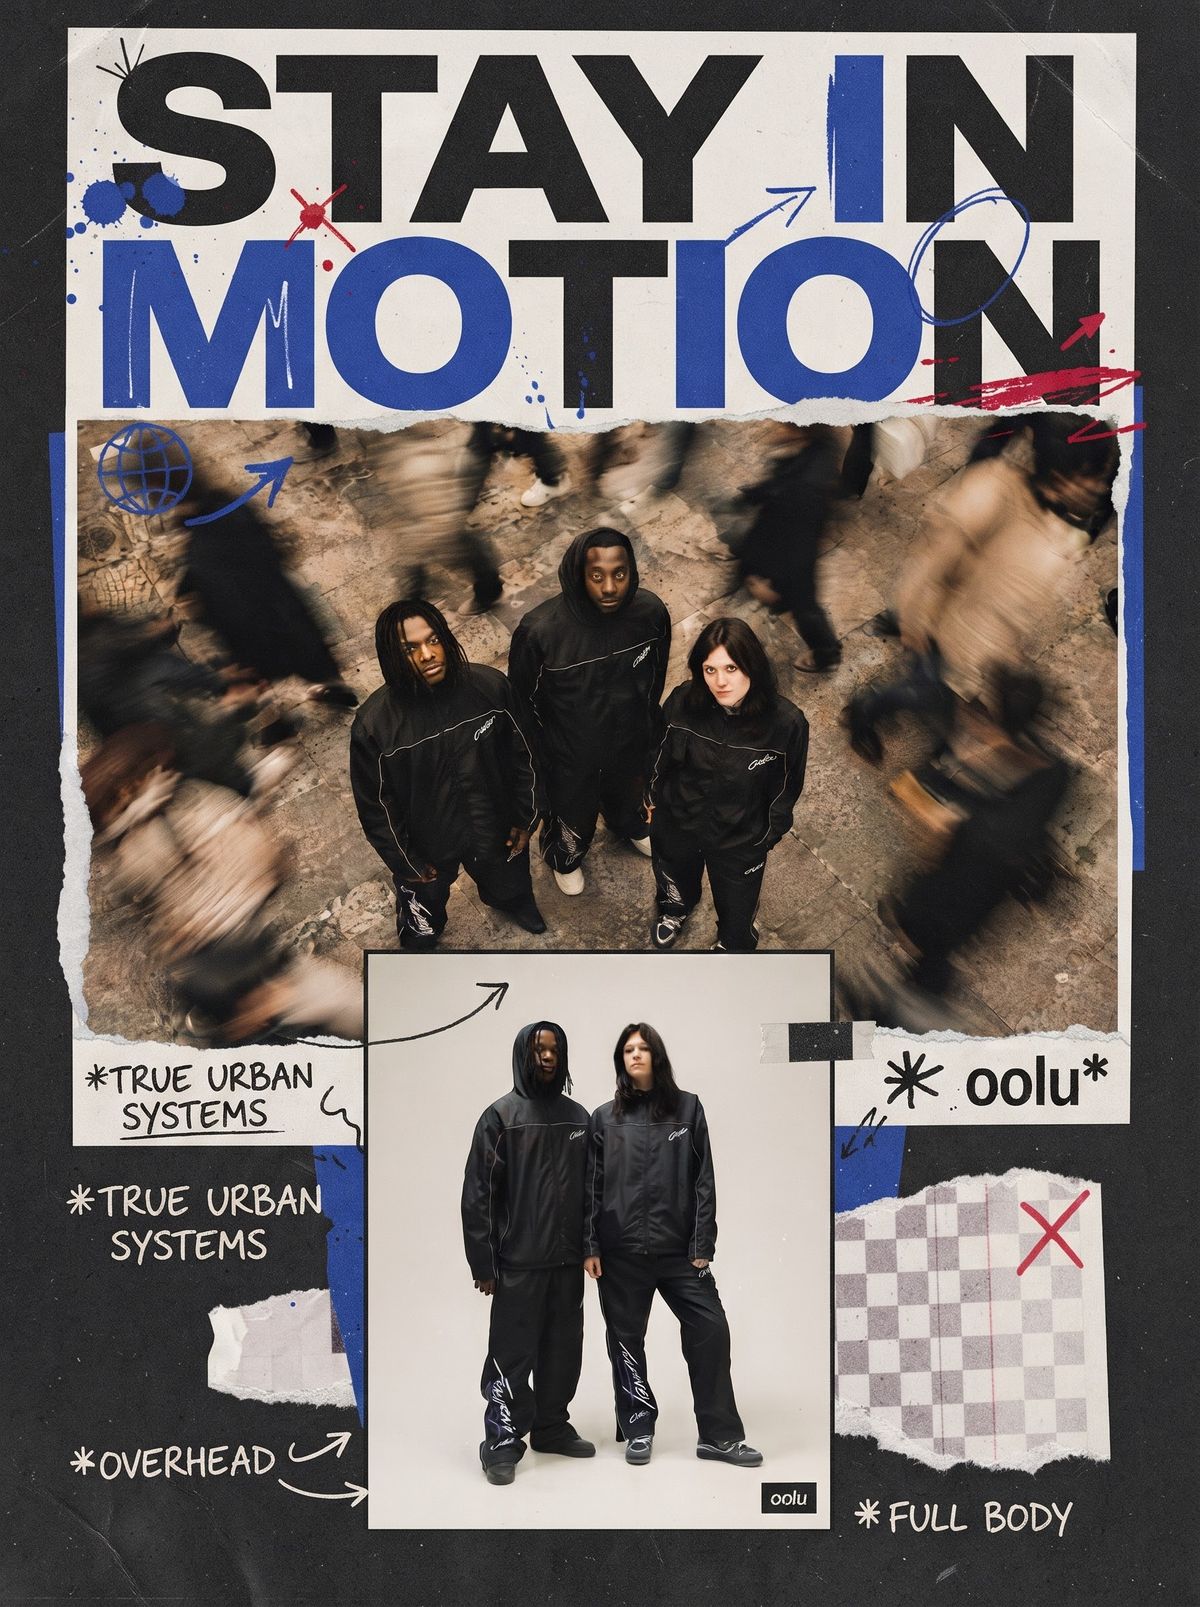 STAY IN
MOTION
*TRUE URBAN
SYSTEMS
* oolu*
*TRUE URBAN
SYSTEMS
*OVERHEAD
oolu
*FULL BODY